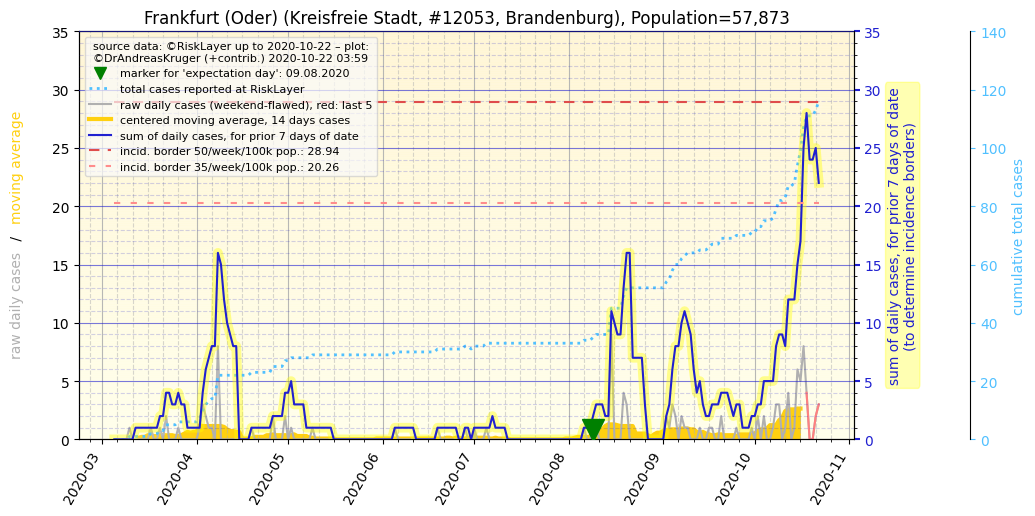 Frankfurt (Oder) (Kreisfreie Stadt, #12053, Brandenburg), Population=57,873
source data: ©RiskLayer up to 2020-10-22 – plot:
©DrAndreasKruger (+contrib.) 2020-10-22 03:59
marker for 'expectation day': 09.08.2020
total cases reported at RiskLayer
raw daily cases (weekend-flawed), red: last 5
centered moving average, 14 days cases
sum of daily cases, for prior 7 days of date
incid. border 50/week/100k pop.: 28.94
incid. border 35/week/100k pop.: 20.26
raw daily cases / moving average
35
30
25
20
15
10
5
0
35
30
25
20
15
10
5
0
sum of daily cases, for prior 7 days of date
(to determine incidence borders)
140
120
100
80
60
40
20
0
cumulative total cases
2020-03
2020-04
2020-05
2020-06
2020-07
2020-08
2020-09
2020-10
2020-11